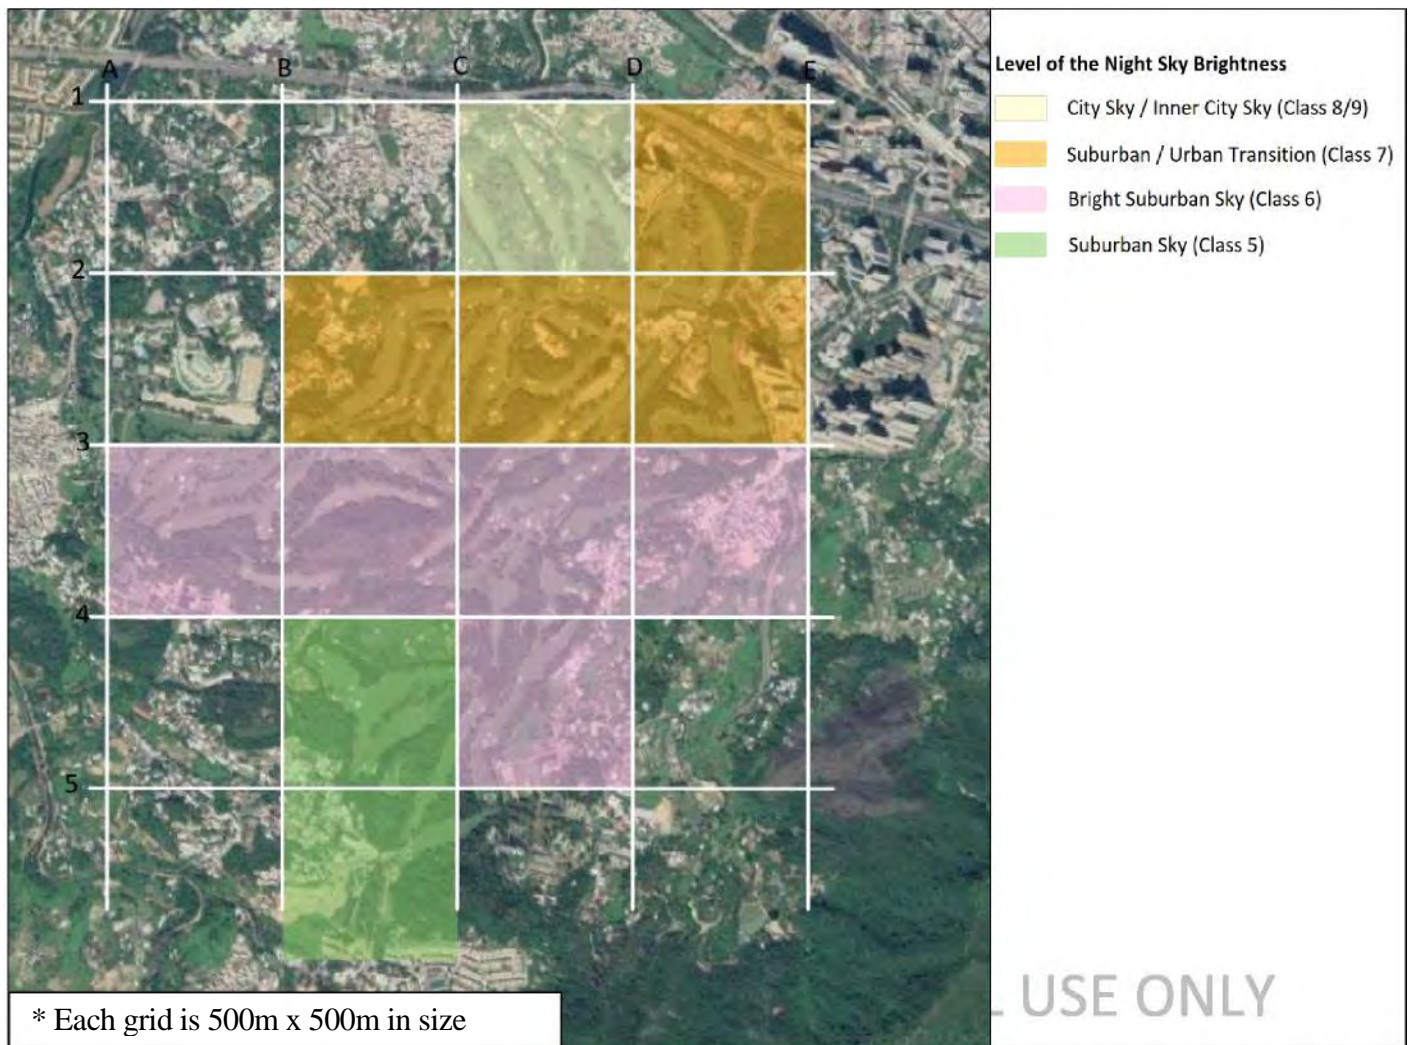 A B C D E
1
2
3
4
5
Level of the Night Sky Brightness
City Sky / Inner City Sky (Class 8/9)
Suburban / Urban Transition (Class 7)
Bright Suburban Sky (Class 6)
Suburban Sky (Class 5)
USE ONLY
* Each grid is 500m x 500m in size